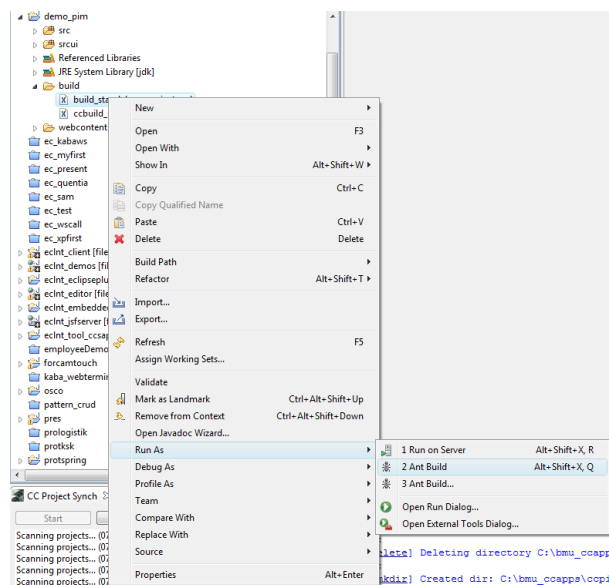 demo_pim
src
srcui
Referenced Libraries
JRE System Library [jdk]
build
ccbuild_
webcontent
ec_kabaws
ec_myfirst
ec_present
ec_quentia
ec_sam
ec_test
ec_wscall
ec_xpfirst
eclnt_client [file
eclnt_demos [fil
eclnt_eclipseplu
eclnt_editor [file
eclnt_embedded
eclnt_jsfserver [f
eclnt_tool_ccsap
employeeDemo
forcamtouch
kaba_webtermin
osco
pattern_crud
pres
prologistik
protksk
protspring
New
Open F3
Open With
Show In Alt+Shift+W
Copy Ctrl+C
Copy Qualified Name
Paste Ctrl+V
Delete Delete
Build Path
Refactor Alt+Shift+T
Import...
Export...
Refresh F5
Assign Working Sets...
Validate
Mark as Landmark Ctrl+Alt+Shift+Up
Remove from Context Ctrl+Alt+Shift+Down
Open Javadoc Wizard...
Run As
Debug As
Profile As
Team
Compare With
Replace With
Source
Properties Alt+Enter
1 Run on Server Alt+Shift+X, R
2 Ant Build Alt+Shift+X, Q
3 Ant Build...
Open Run Dialog...
Open External Tools Dialog...
CC Project Synch
Start
Scanning projects... (07
Scanning projects... (07
Scanning projects... (07
Scanning projects... (07
Scanning projects... (07
elete] Deleting directory C:\bmu_ccapp
kdir] Created dir: C:\bmu_ccapps\ccpu